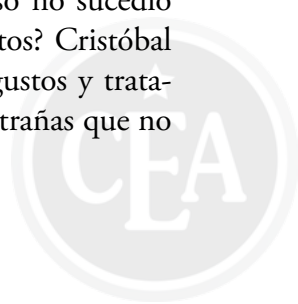 so no sucedió
tos? Cristóbal
gustos y trata-
trañas que no
CEA